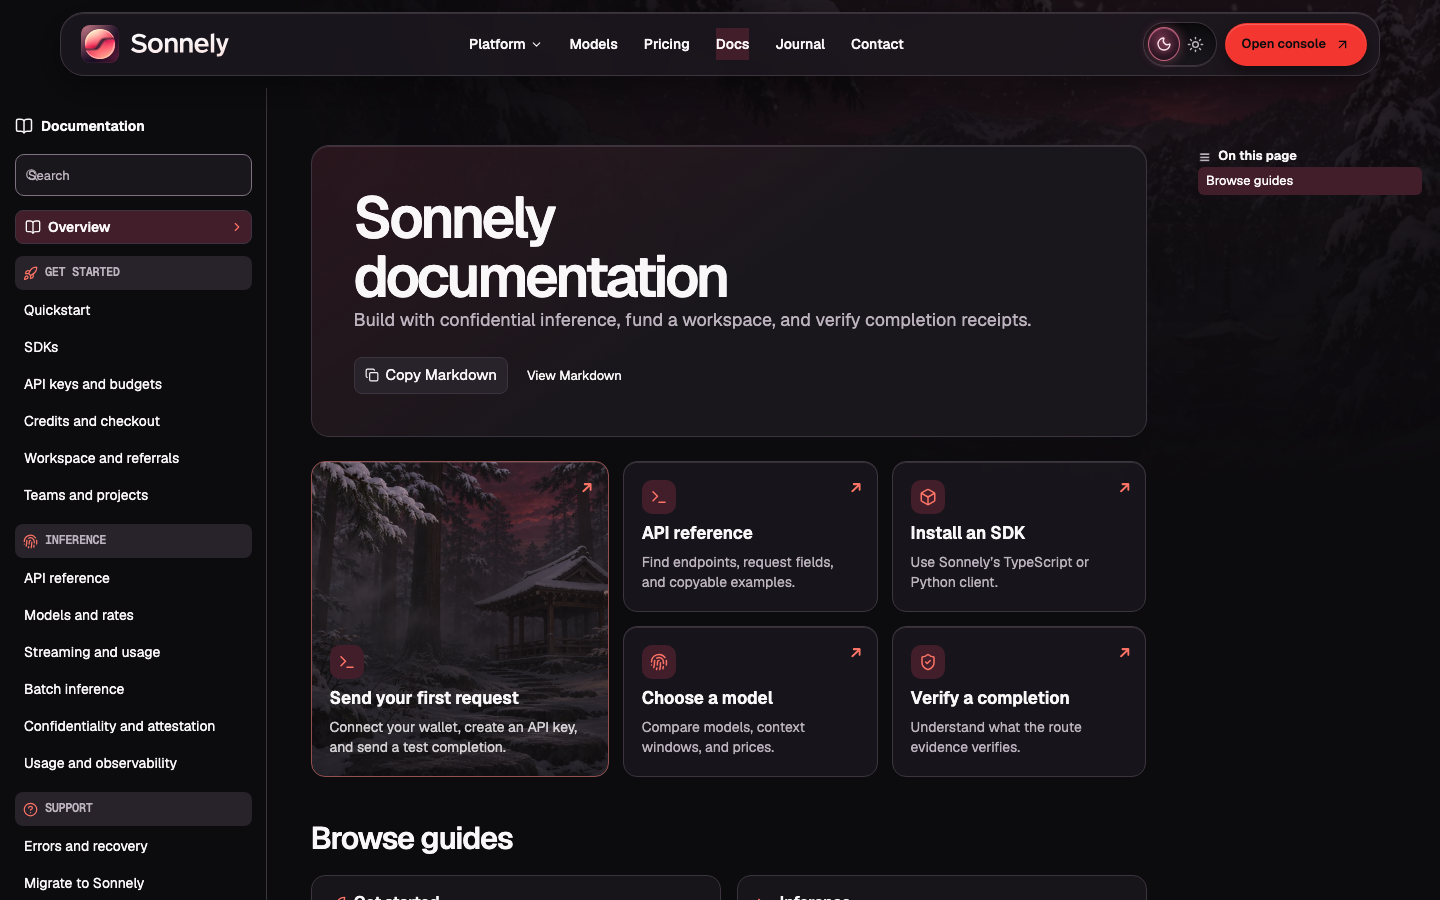 Sonnely
Platform
Models
Pricing
Docs
Journal
Contact
Open console
Documentation
Search
Overview
GET STARTED
Quickstart
SDKs
API keys and budgets
Credits and checkout
Workspace and referrals
Teams and projects
INFERENCE
API reference
Models and rates
Streaming and usage
Batch inference
Confidentiality and attestation
Usage and observability
SUPPORT
Errors and recovery
Migrate to Sonnely
Sonnely
documentation
Build with confidential inference, fund a workspace, and verify completion receipts.
Copy Markdown
View Markdown
Send your first request
Connect your wallet, create an API key,
and send a test completion.
API reference
Find endpoints, request fields,
and copyable examples.
Install an SDK
Use Sonnely's TypeScript or
Python client.
Choose a model
Compare models, context
windows, and prices.
Verify a completion
Understand what the route
evidence verifies.
Browse guides
Get started
Inference
On this page
Browse guides